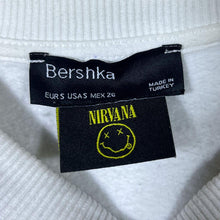 Bershka
EUR S USA S MEX 26
MADE IN
TURKEY
NIRVANA